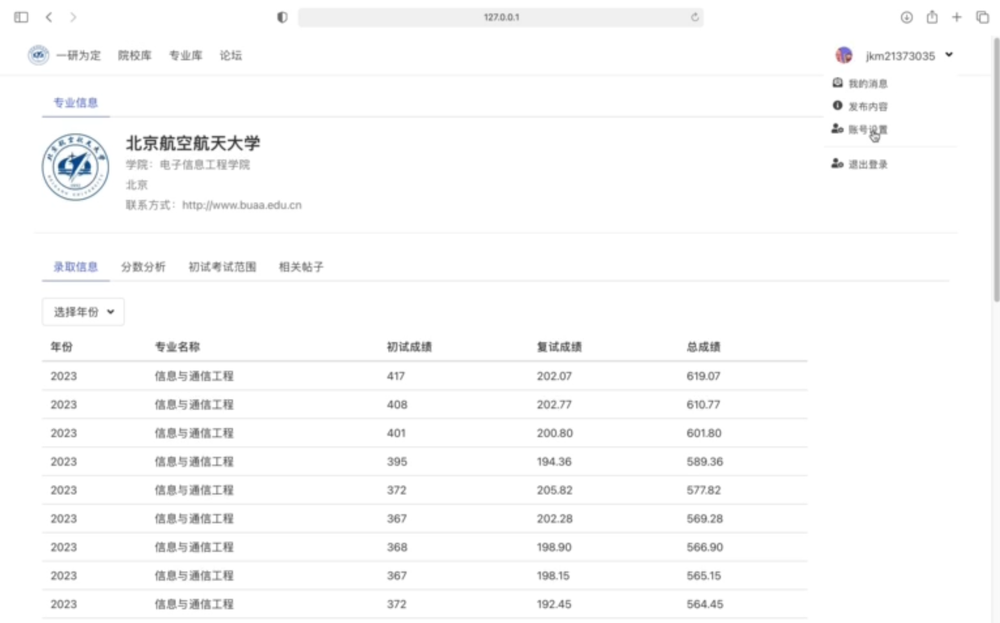 127.0.0.1
一研为定 院校库 专业库 论坛 jkm21373035
我的消息
发布内容
账号设置
退出登录
专业信息
北京航空航天大学
学院：电子信息工程学院
北京
联系方式：http://www.buaa.edu.cn
录取信息 分数分析 初试考试范围 相关帖子
选择年份
年份 专业名称 初试成绩 复试成绩 总成绩
2023 信息与通信工程 417 202.07 619.07
2023 信息与通信工程 408 202.77 610.77
2023 信息与通信工程 401 200.80 601.80
2023 信息与通信工程 395 194.36 589.36
2023 信息与通信工程 372 205.82 577.82
2023 信息与通信工程 367 202.28 569.28
2023 信息与通信工程 368 198.90 566.90
2023 信息与通信工程 367 198.15 565.15
2023 信息与通信工程 372 192.45 564.45